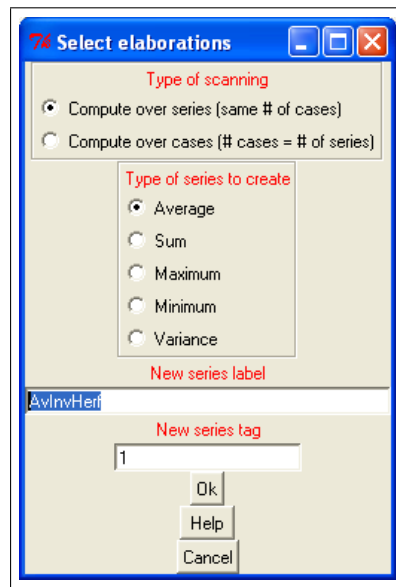 Select elaborations
Type of scanning
Compute over series (same # of cases)
Compute over cases (# cases = # of series)
Type of series to create
Average
Sum
Maximum
Minimum
Variance
New series label
AvInvHerf
New series tag
1
Ok
Help
Cancel